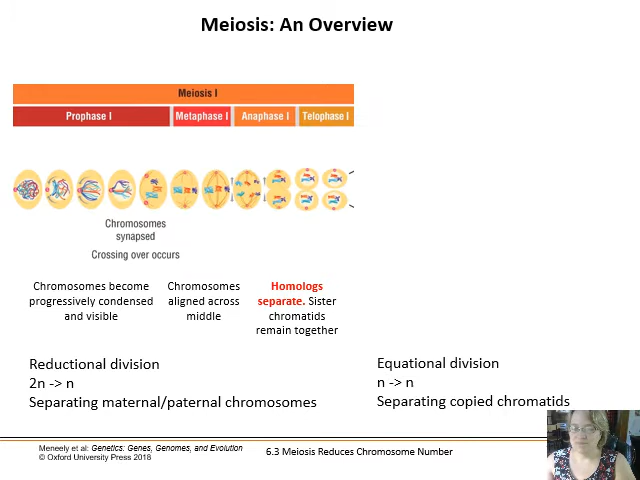 Meiosis: An Overview
Meiosis I
Prophase I
Metaphase I
Anaphase I
Telophase I
Chromosomes
synapsed
Crossing over occurs
Chromosomes become
progressively condensed
and visible
Chromosomes
aligned across
middle
Homologs
separate. Sister
chromatids
remain together
Reductional division
2n -> n
Separating maternal/paternal chromosomes
Equational division
n -> n
Separating copied chromatids
Meneely et al: Genetics: Genes, Genomes, and Evolution
© Oxford University Press 2018
6.3 Meiosis Reduces Chromosome Number